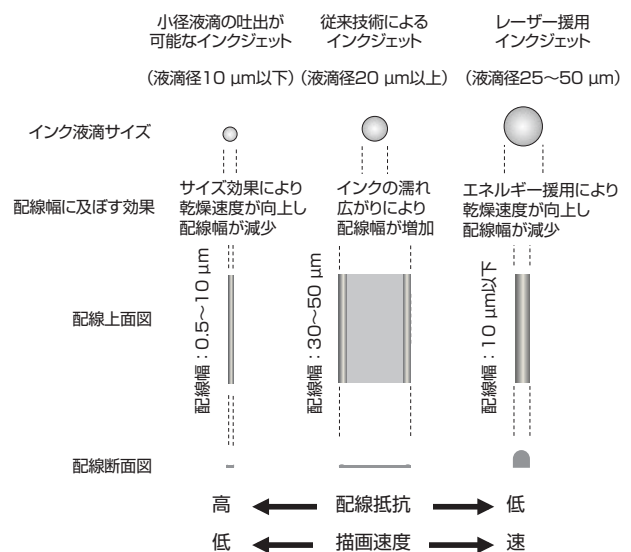 小径液滴の吐出が
可能なインクジェット
(液滴径10 μm以下)
従来技術による
インクジェット
(液滴径20 μm以上)
レーザー援用
インクジェット
(液滴径25～50 μm)
インク液滴サイズ
配線幅に及ぼす効果
サイズ効果により
乾燥速度が向上し
配線幅が減少
インクの濡れ
広がりにより
配線幅が増加
エネルギー援用により
乾燥速度が向上し
配線幅が減少
配線上面図
配線幅：0.5～10 μm
配線幅：30～50 μm
配線幅：10 μm以下
配線断面図
高 配線抵抗 低
低 描画速度 速